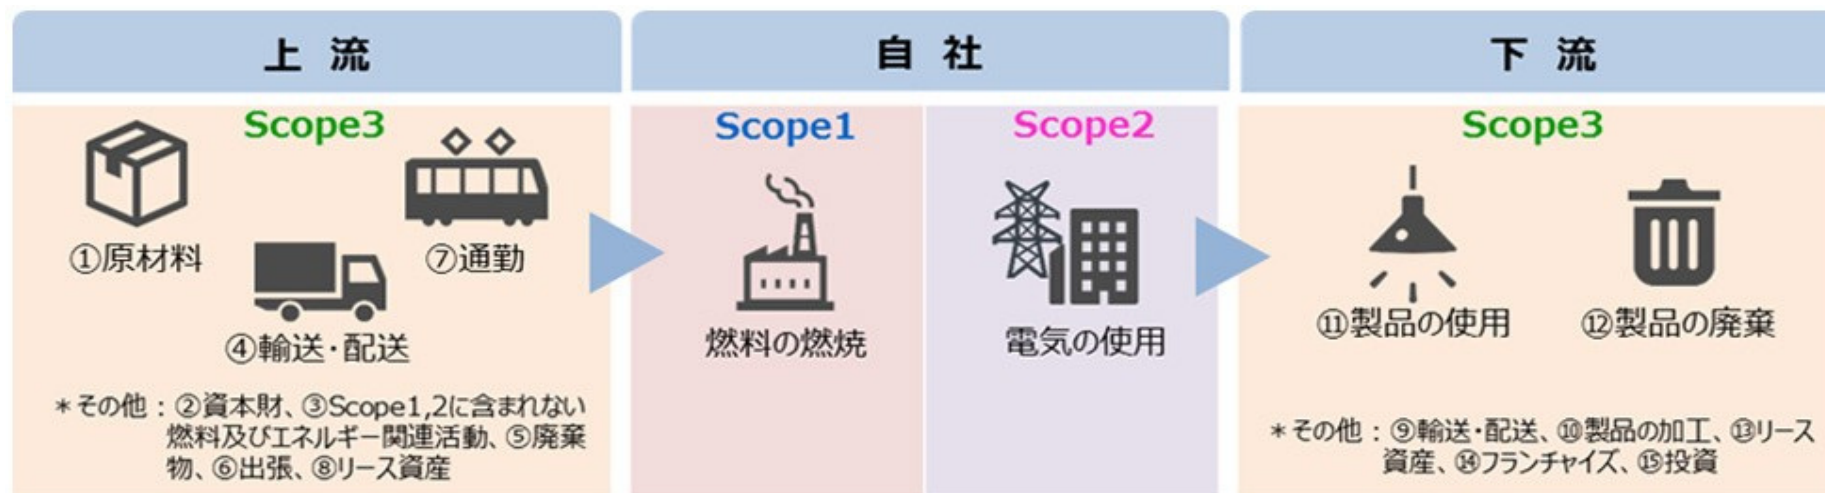 上 流
Scope3
①原材料
⑦通勤
④輸送・配送
*その他:②資本財、③Scope1,2に含まれない
燃料及びエネルギー関連活動、⑤廃棄
物、⑥出張、⑧リース資産
自 社
Scope1
燃料の燃焼
Scope2
電気の使用
下 流
Scope3
⑪製品の使用
⑫製品の廃棄
*その他:⑨輸送・配送、⑩製品の加工、⑬リース
資産、⑭フランチャイズ、⑮投資